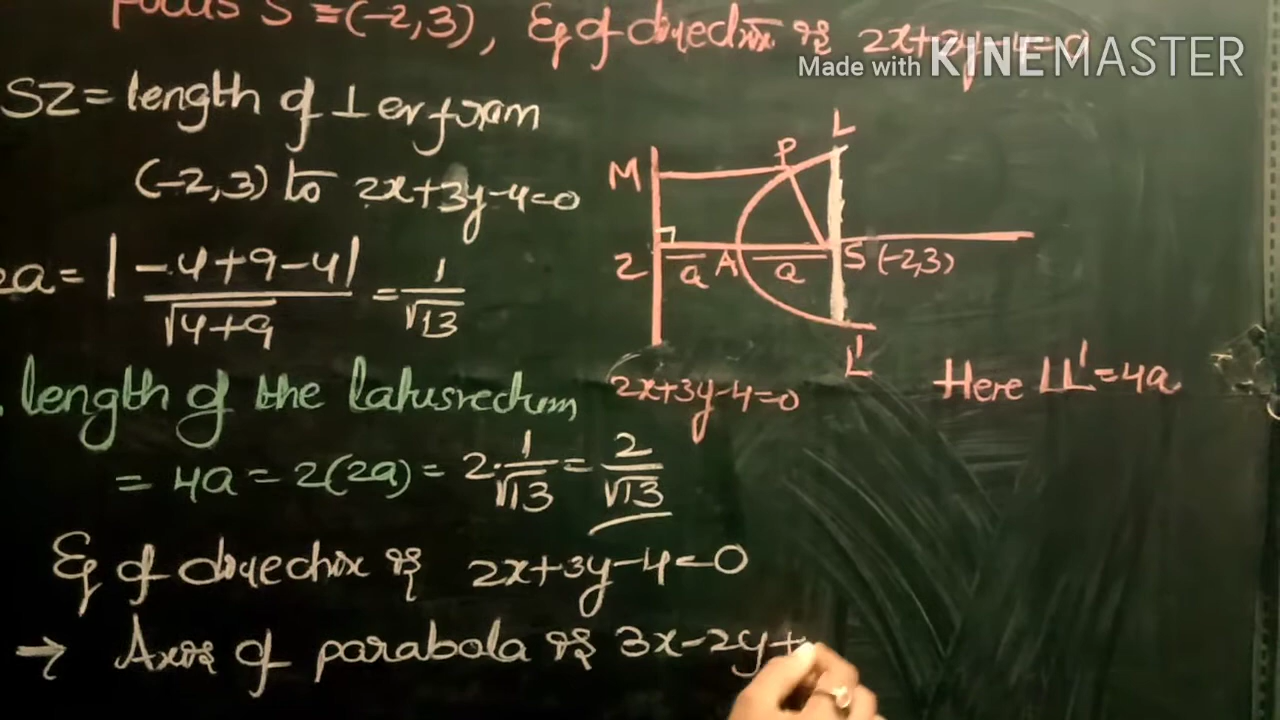 Focus S = (-2,3), Eq of directrix is 2x+3y-4=0
Made with KINEMASTER
SZ = length of ⊥er from
(-2,3) to 2x+3y-4=0
2a = |-4+9-4| / √4+9 = 1/√13
length of the latusrectum
= 4a = 2(2a) = 2·1/√13 = 2/√13
Eq of directrix is 2x+3y-4=0
→ Axis of parabola is 3x-2y+
L
P
M
Z a A a S (-2,3)
L'
2x+3y-4=0
Here LL'=4a